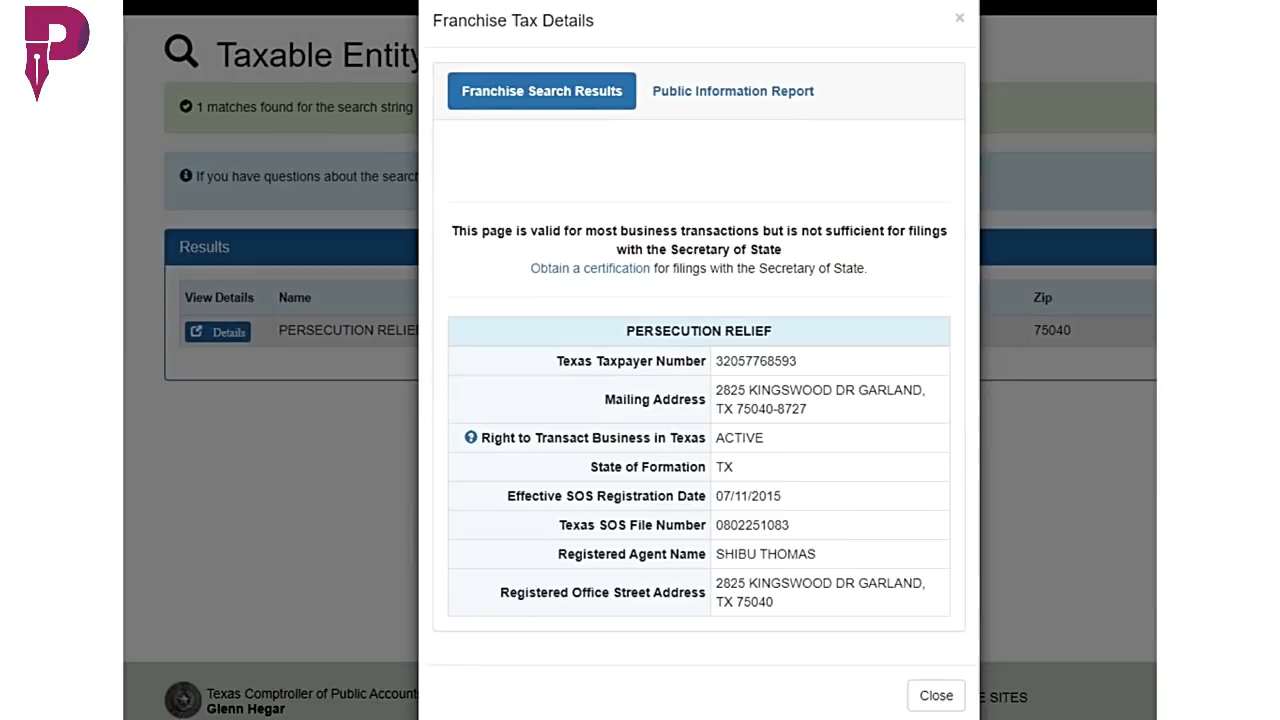 Franchise Tax Details
×
Taxable Entity
Franchise Search Results
Public Information Report
1 matches found for the search string
If you have questions about the search
This page is valid for most business transactions but is not sufficient for filings
with the Secretary of State
Obtain a certification for filings with the Secretary of State.
Results
View Details Name Zip
Details PERSECUTION RELIEF 75040
PERSECUTION RELIEF
Texas Taxpayer Number 32057768593
Mailing Address 2825 KINGSWOOD DR GARLAND,
TX 75040-8727
Right to Transact Business in Texas ACTIVE
State of Formation TX
Effective SOS Registration Date 07/11/2015
Texas SOS File Number 0802251083
Registered Agent Name SHIBU THOMAS
Registered Office Street Address 2825 KINGSWOOD DR GARLAND,
TX 75040
Close
Texas Comptroller of Public Account
Glenn Hegar
E SITES